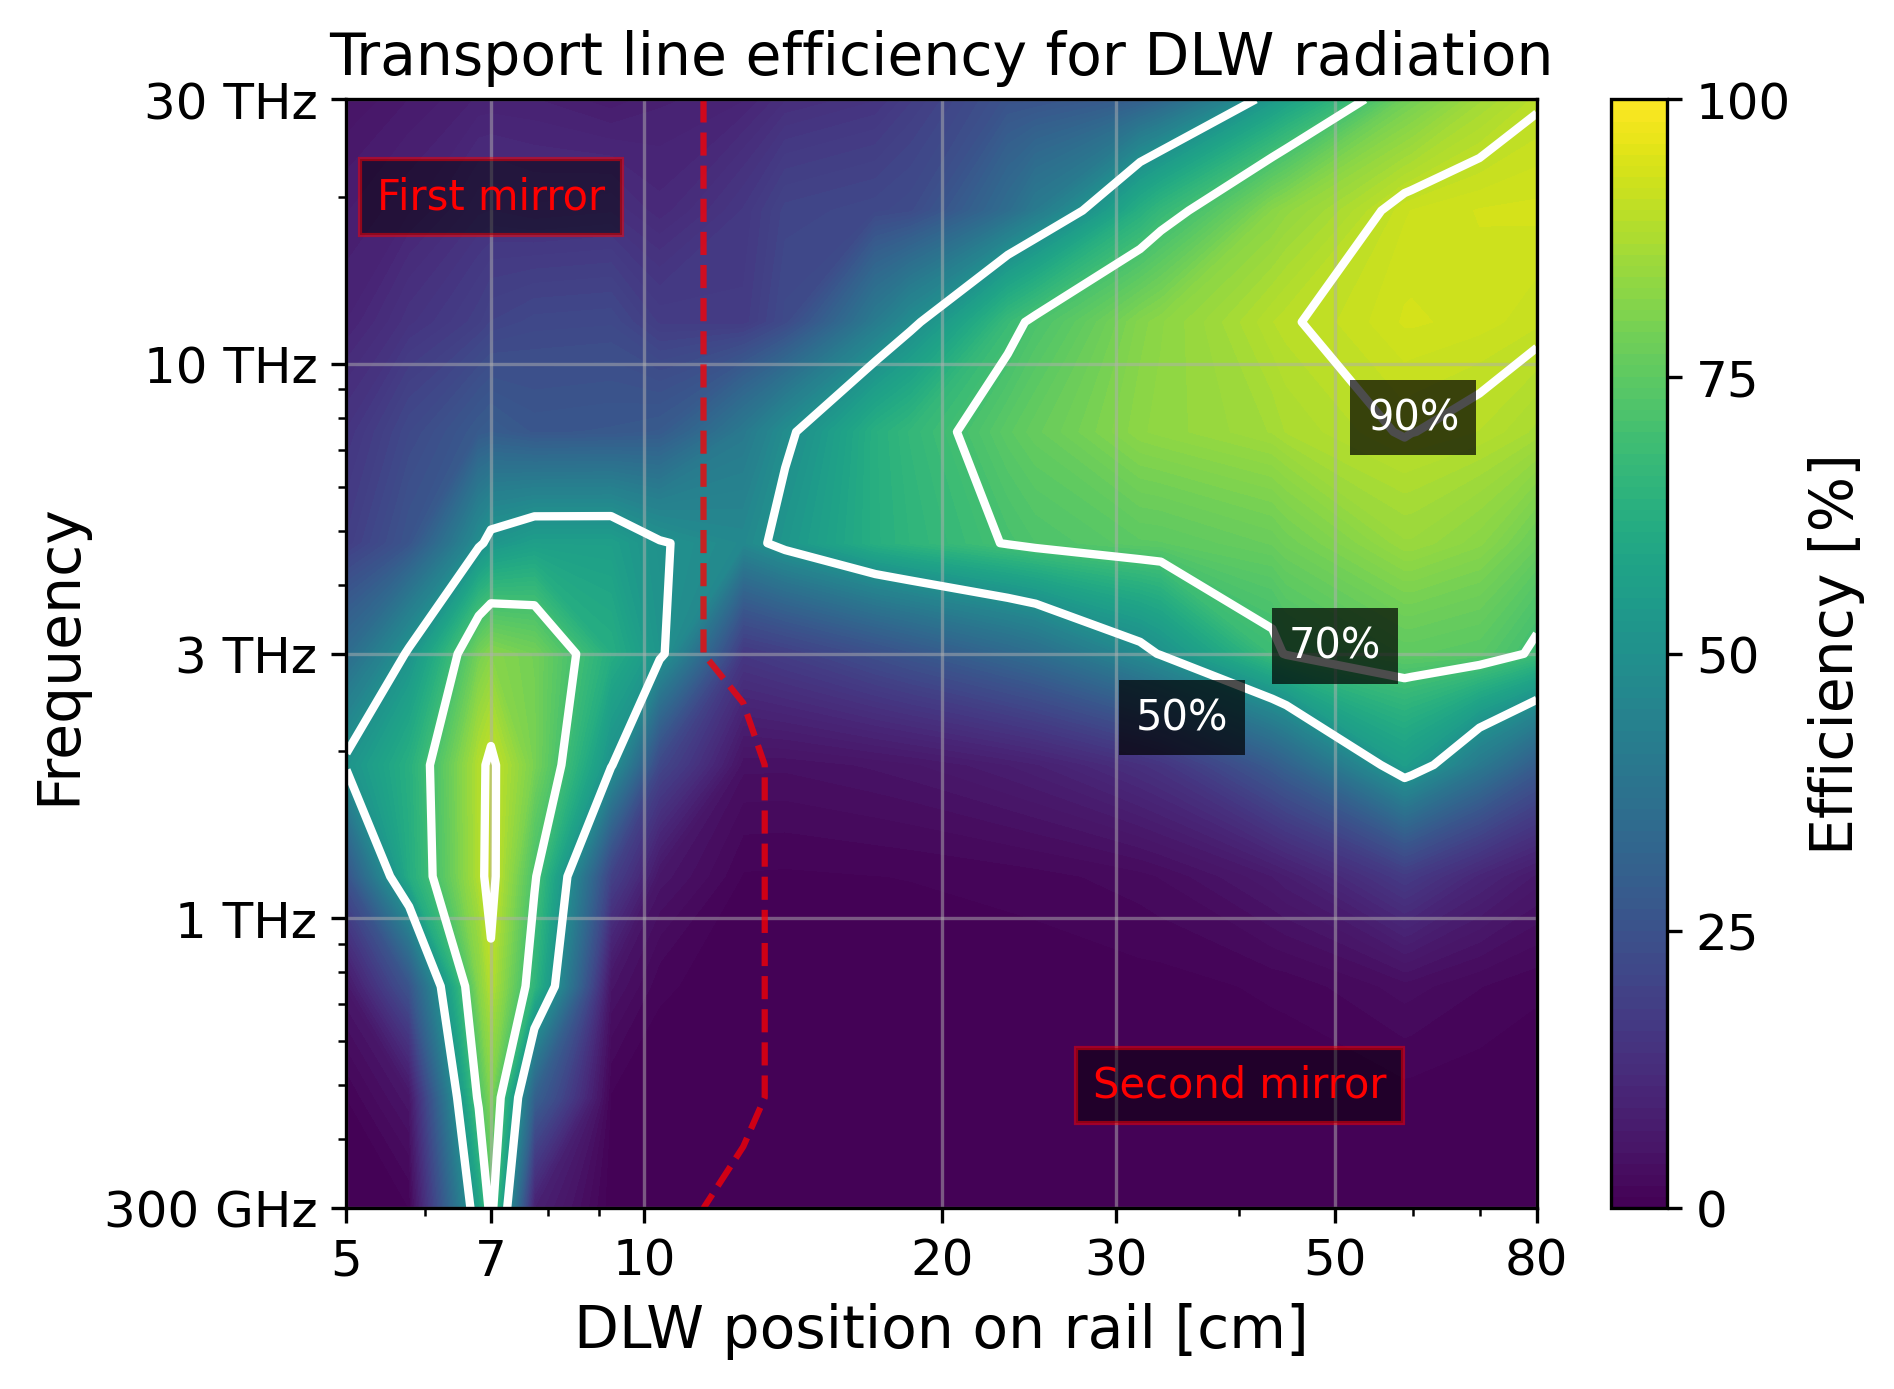 Transport line efficiency for DLW radiation
30 THz
10 THz
3 THz
1 THz
300 GHz
Frequency
First mirror
90%
70%
50%
Second mirror
5
7
10
20
30
50
80
DLW position on rail [cm]
100
75
50
25
0
Efficiency [%]